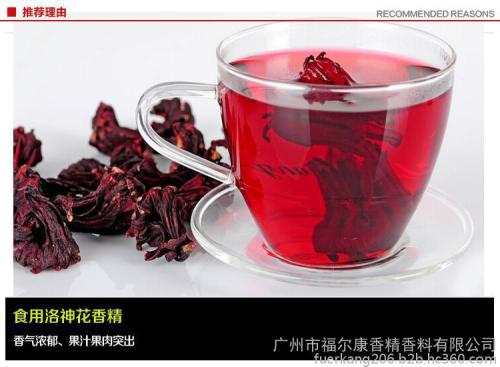 推荐理由 RECOMMENDED REASONS
食用洛神花香精
香气浓郁、果汁果肉突出
广州市福尔康香精香料有限公司
fuerkang206.b2b.hc360.com